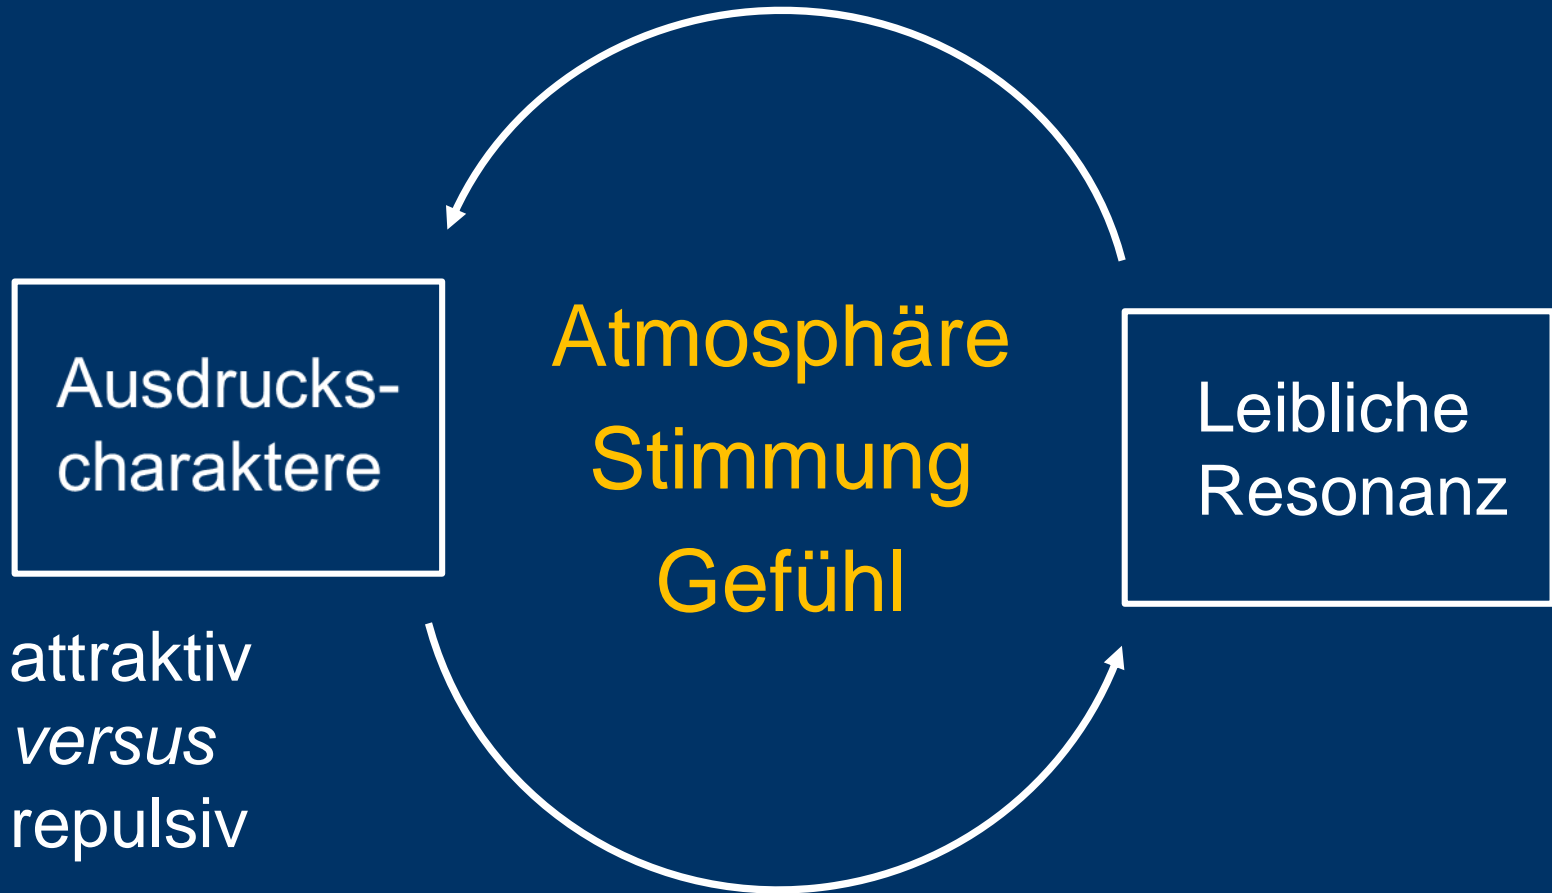 Ausdrucks-
charaktere
attraktiv
versus
repulsiv
Atmosphäre
Stimmung
Gefühl
Leibliche
Resonanz